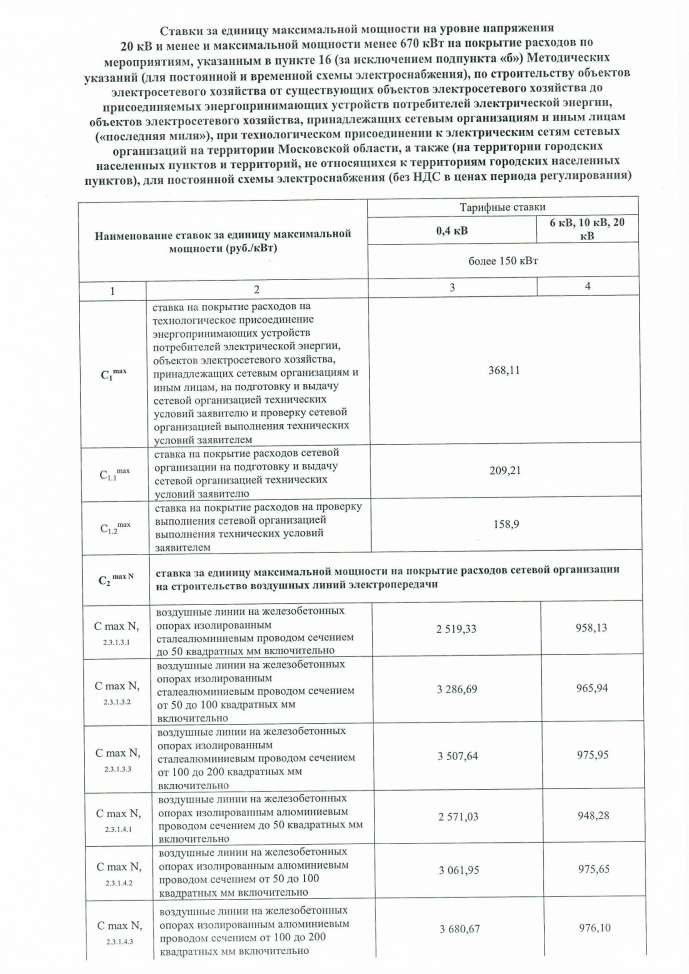 Ставки за единицу максимальной мощности на уровне напряжения
20 кВ и менее и максимальной мощности менее 670 кВт на покрытие расходов по
мероприятиям, указанным в пункте 16 (за исключением подпункта «б») Методических
указаний (для постоянной и временной схемы электроснабжения), по строительству объектов
электросетевого хозяйства от существующих объектов электросетевого хозяйства до
присоединяемых энергопринимающих устройств потребителей электрической энергии,
объектов электросетевого хозяйства, принадлежащих сетевым организациям и иным лицам
(«последняя миля»), при технологическом присоединении к электрическим сетям сетевых
организаций на территории Московской области, а также (на территории городских
населенных пунктов и территорий, не относящихся к территориям городских населенных
пунктов), для постоянной схемы электроснабжения (без НДС в ценах периода регулирования)
Наименование ставок за единицу максимальной
мощности (руб./кВт)
Тарифные ставки
0,4 кВ
6 кВ, 10 кВ, 20
кВ
более 150 кВт
1 2 3 4
C1 max
ставка на покрытие расходов на
технологическое присоединение
энергопринимающих устройств
потребителей электрической энергии,
объектов электросетевого хозяйства,
принадлежащих сетевым организациям и
иным лицам, на подготовку и выдачу
сетевой организацией технических
условий заявителю и проверку сетевой
организацией выполнения технических
условий заявителем
368,11
C1.1 max
ставка на покрытие расходов сетевой
организации на подготовку и выдачу
сетевой организацией технических
условий заявителю
209,21
C1.2 max
ставка на покрытие расходов на проверку
выполнения сетевой организацией
выполнения технических условий
заявителем
158,9
C2 max N
ставка за единицу максимальной мощности на покрытие расходов сетевой организации
на строительство воздушных линий электропередачи
C max N,
2.3.1.3.1
воздушные линии на железобетонных
опорах изолированным
сталеалюминиевым проводом сечением
до 50 квадратных мм включительно
2 519,33
958,13
C max N,
2.3.1.3.2
воздушные линии на железобетонных
опорах изолированным
сталеалюминиевым проводом сечением
от 50 до 100 квадратных мм
включительно
3 286,69
965,94
C max N,
2.3.1.3.3
воздушные линии на железобетонных
опорах изолированным
сталеалюминиевым проводом сечением
от 100 до 200 квадратных мм
включительно
3 507,64
975,95
C max N,
2.3.1.4.1
воздушные линии на железобетонных
опорах изолированным алюминиевым
проводом сечением до 50 квадратных мм
включительно
2 571,03
948,28
C max N,
2.3.1.4.2
воздушные линии на железобетонных
опорах изолированным алюминиевым
проводом сечением от 50 до 100
квадратных мм включительно
3 061,95
975,65
C max N,
2.3.1.4.3
воздушные линии на железобетонных
опорах изолированным алюминиевым
проводом сечением от 100 до 200
квадратных мм включительно
3 680,67
976,10